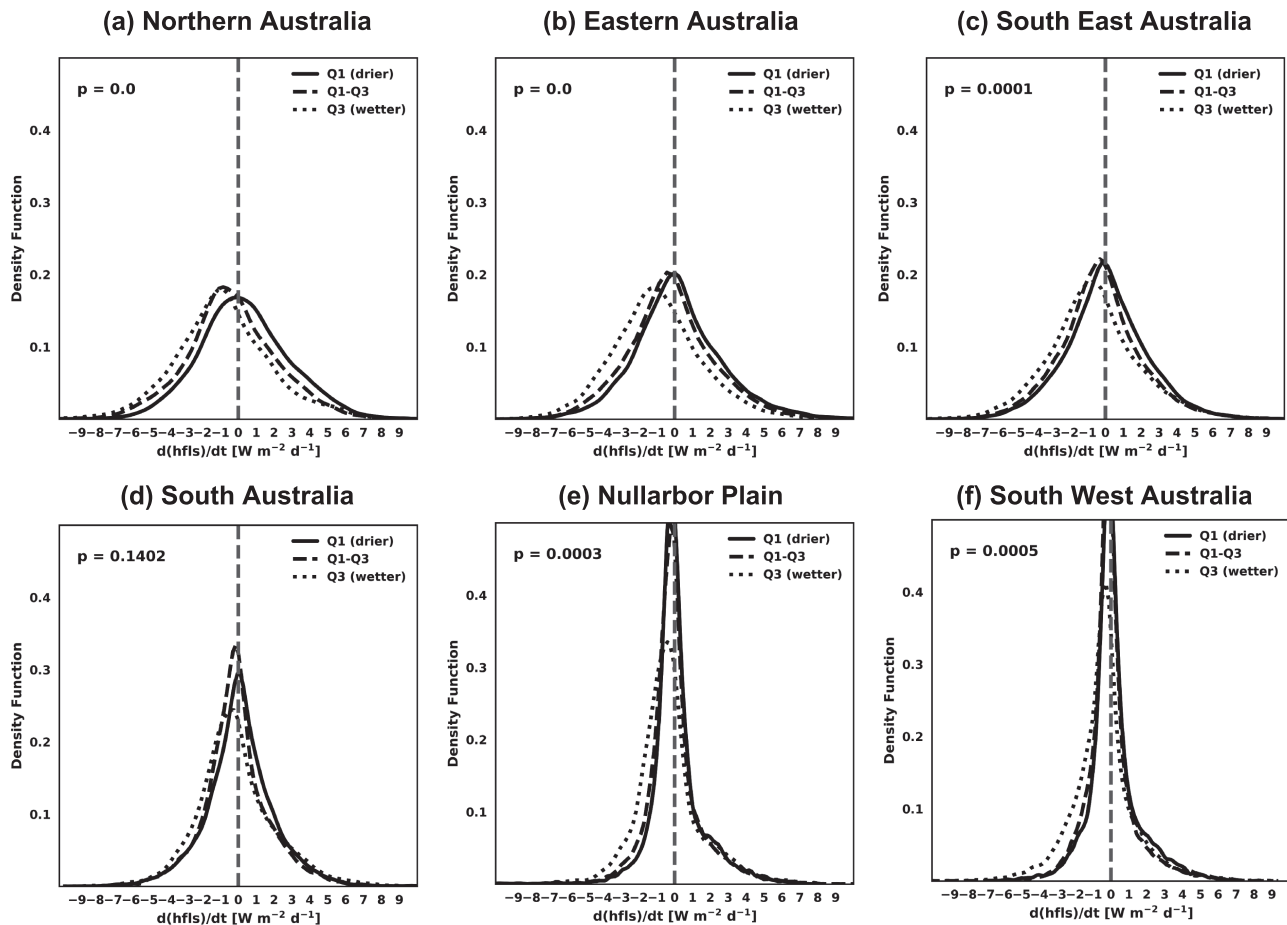 (a) Northern Australia
p = 0.0
Q1 (drier)
Q1-Q3
Q3 (wetter)
0.4
0.3
0.2
0.1
Density Function
−9−8−7−6−5−4−3−2−1 0 1 2 3 4 5 6 7 8 9
d(hfls)/dt [W m⁻² d⁻¹]
(b) Eastern Australia
p = 0.0
Q1 (drier)
Q1-Q3
Q3 (wetter)
0.4
0.3
0.2
0.1
Density Function
−9−8−7−6−5−4−3−2−1 0 1 2 3 4 5 6 7 8 9
d(hfls)/dt [W m⁻² d⁻¹]
(c) South East Australia
p = 0.0001
Q1 (drier)
Q1-Q3
Q3 (wetter)
0.4
0.3
0.2
0.1
Density Function
−9−8−7−6−5−4−3−2−1 0 1 2 3 4 5 6 7 8 9
d(hfls)/dt [W m⁻² d⁻¹]
(d) South Australia
p = 0.1402
Q1 (drier)
Q1-Q3
Q3 (wetter)
0.4
0.3
0.2
0.1
Density Function
−9−8−7−6−5−4−3−2−1 0 1 2 3 4 5 6 7 8 9
d(hfls)/dt [W m⁻² d⁻¹]
(e) Nullarbor Plain
p = 0.0003
Q1 (drier)
Q1-Q3
Q3 (wetter)
0.4
0.3
0.2
0.1
Density Function
−9−8−7−6−5−4−3−2−1 0 1 2 3 4 5 6 7 8 9
d(hfls)/dt [W m⁻² d⁻¹]
(f) South West Australia
p = 0.0005
Q1 (drier)
Q1-Q3
Q3 (wetter)
0.4
0.3
0.2
0.1
Density Function
−9−8−7−6−5−4−3−2−1 0 1 2 3 4 5 6 7 8 9
d(hfls)/dt [W m⁻² d⁻¹]